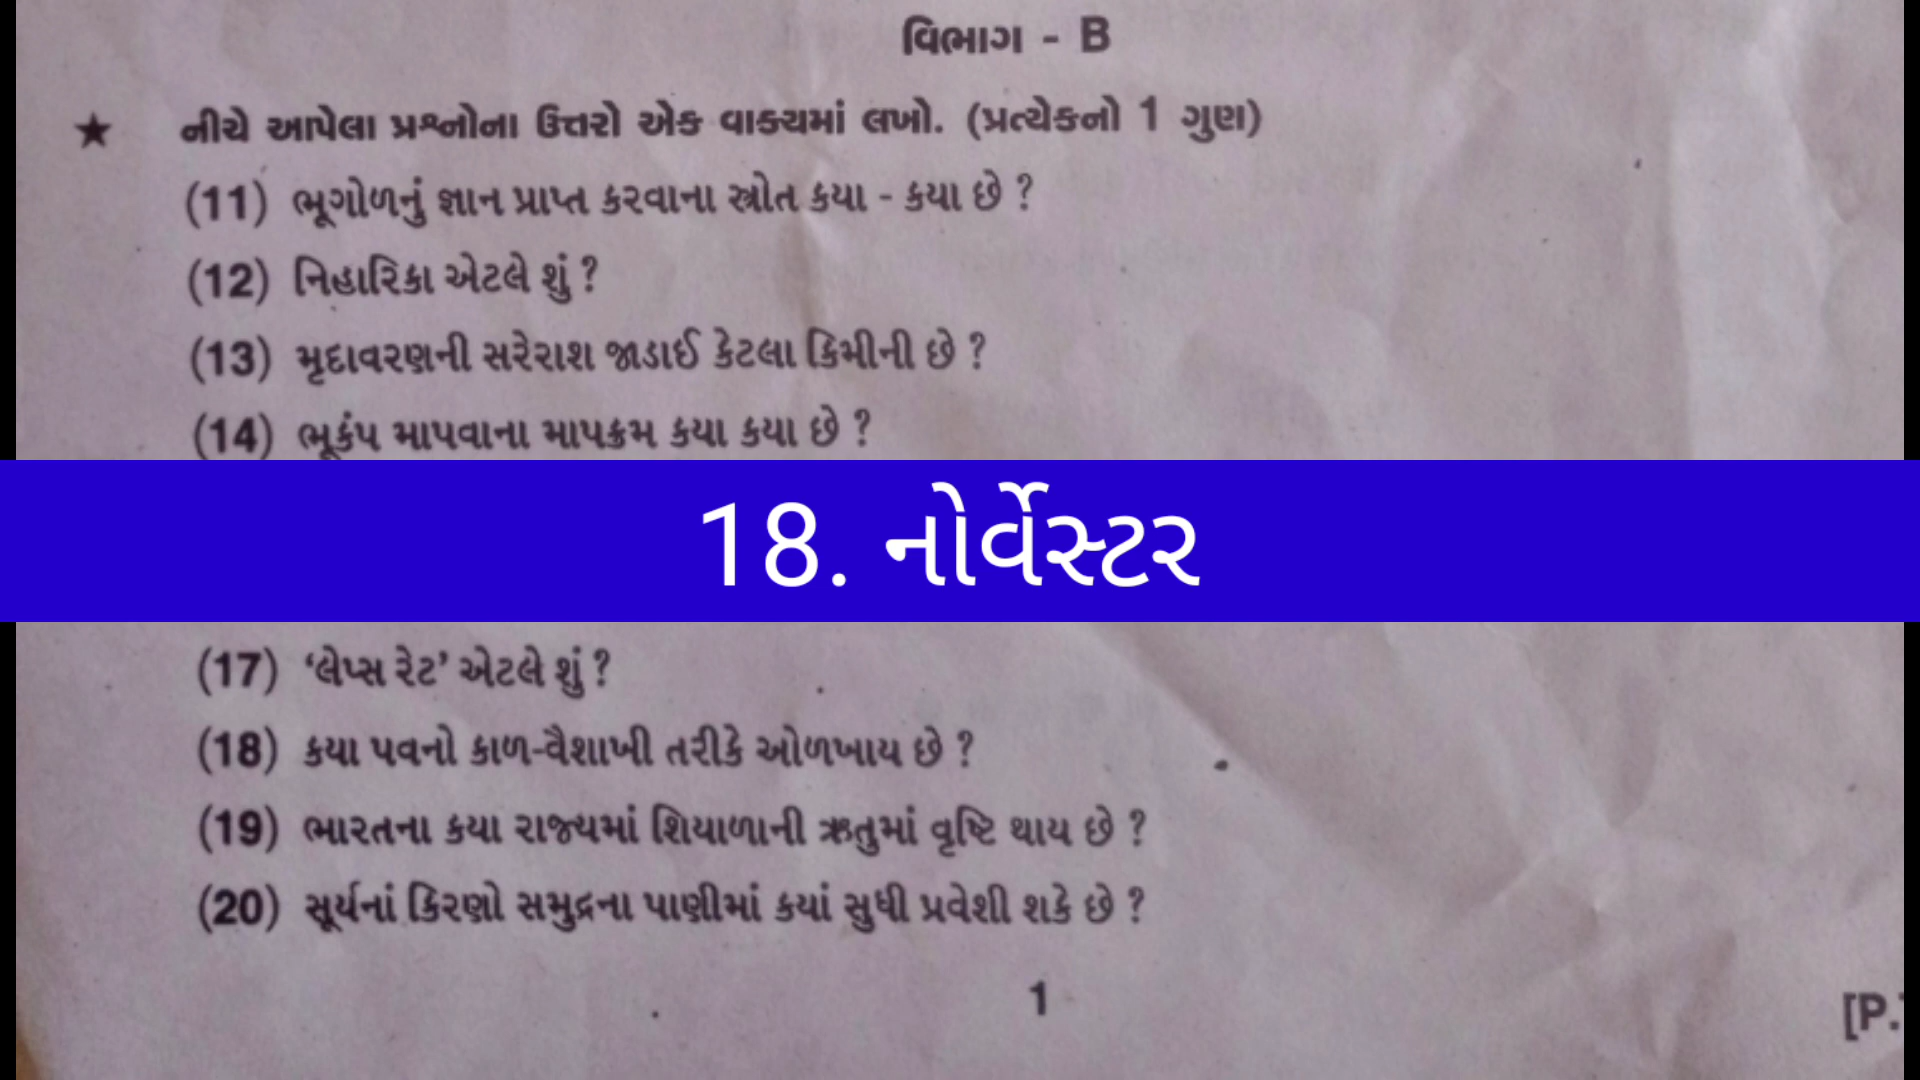 વિભાગ - B
★ નીચે આપેલા પ્રશ્નોના ઉત્તરો એક વાક્યમાં લખો. (પ્રત્યેકનો 1 ગુણ)
(11) ભૂગોળનું જ્ઞાન પ્રાપ્ત કરવાના સ્ત્રોત કયા - કયા છે ?
(12) નિહારિકા એટલે શું ?
(13) મૃદાવરણની સરેરાશ જાડાઈ કેટલા કિમીની છે ?
(14) ભૂકંપ માપવાના માપક્રમ કયા કયા છે ?
18. નોર્વેસ્ટર
(17) ‘લેપ્સ રેટ’ એટલે શું ?
(18) કયા પવનો કાળ-વૈશાખી તરીકે ઓળખાય છે ?
(19) ભારતના કયા રાજ્યમાં શિયાળાની ઋતુમાં વૃષ્ટિ થાય છે ?
(20) સૂર્યનાં કિરણો સમુદ્રના પાણીમાં કયાં સુધી પ્રવેશી શકે છે ?
1
[P.